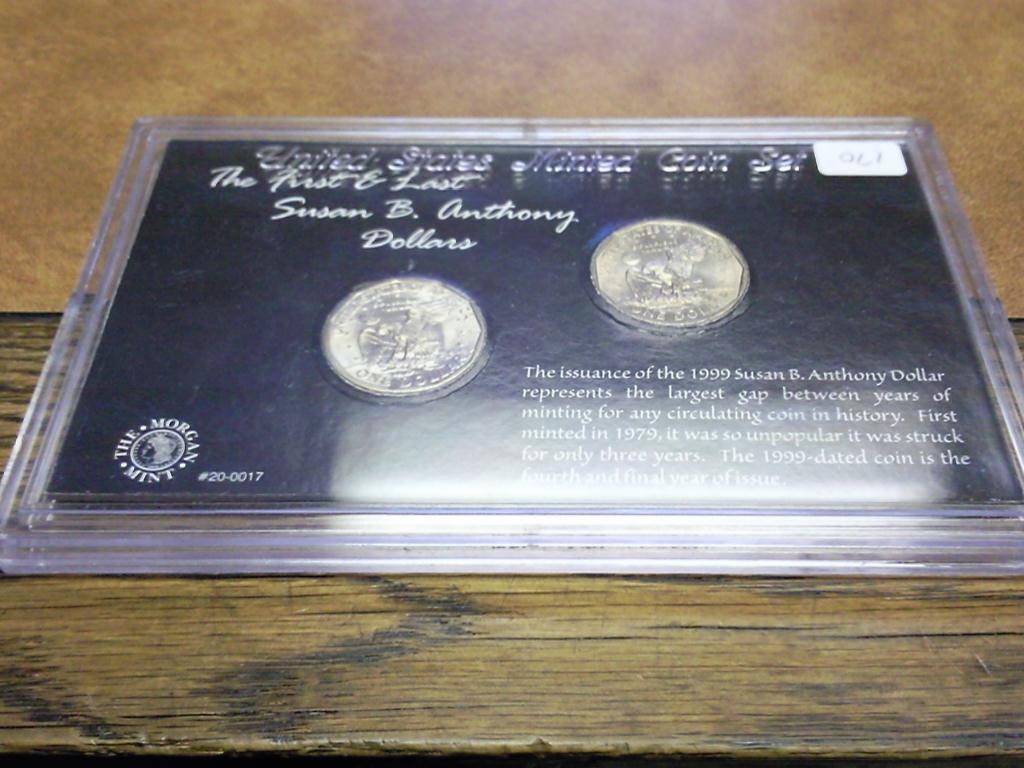 United States Minted Coin Set
The First & Last
Susan B. Anthony
Dollars
ONE DOLLAR
ONE DOL
The issuance of the 1999 Susan B. Anthony Dollar
represents the largest gap between years of
minting for any circulating coin in history. First
minted in 1979, it was so unpopular it was struck
for only three years. The 1999-dated coin is the
fourth and final year of issue.
THE • MORGAN • MINT •
#20-0017